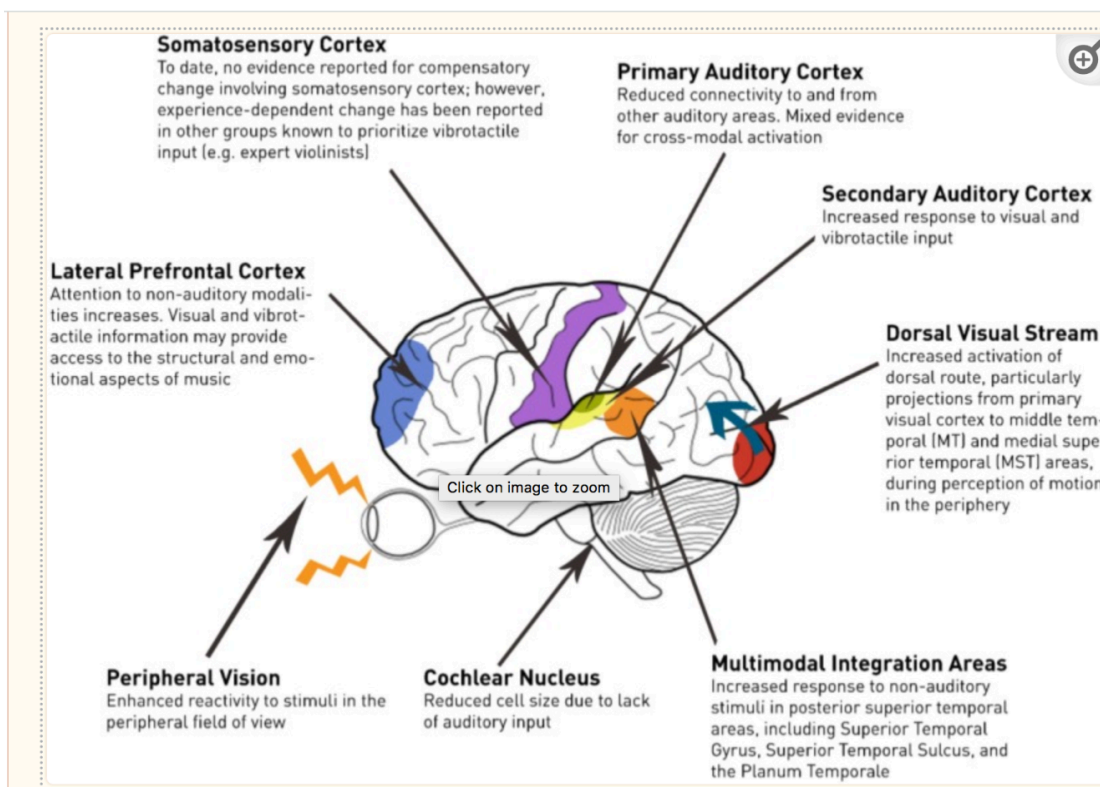 Somatosensory Cortex
To date, no evidence reported for compensatory
change involving somatosensory cortex; however,
experience-dependent change has been reported
in other groups known to prioritize vibrotactile
input (e.g. expert violinists)
Primary Auditory Cortex
Reduced connectivity to and from
other auditory areas. Mixed evidence
for cross-modal activation
Secondary Auditory Cortex
Increased response to visual and
vibrotactile input
Lateral Prefrontal Cortex
Attention to non-auditory modali-
ties increases. Visual and vibrot-
actile information may provide
access to the structural and emo-
tional aspects of music
Dorsal Visual Stream
Increased activation of
dorsal route, particularly
projections from primary
visual cortex to middle tem-
poral (MT) and medial supe
rior temporal (MST) areas,
during perception of motion
in the periphery
Click on image to zoom
Peripheral Vision
Enhanced reactivity to stimuli in the
peripheral field of view
Cochlear Nucleus
Reduced cell size due to lack
of auditory input
Multimodal Integration Areas
Increased response to non-auditory
stimuli in posterior superior temporal
areas, including Superior Temporal
Gyrus, Superior Temporal Sulcus, and
the Planum Temporale